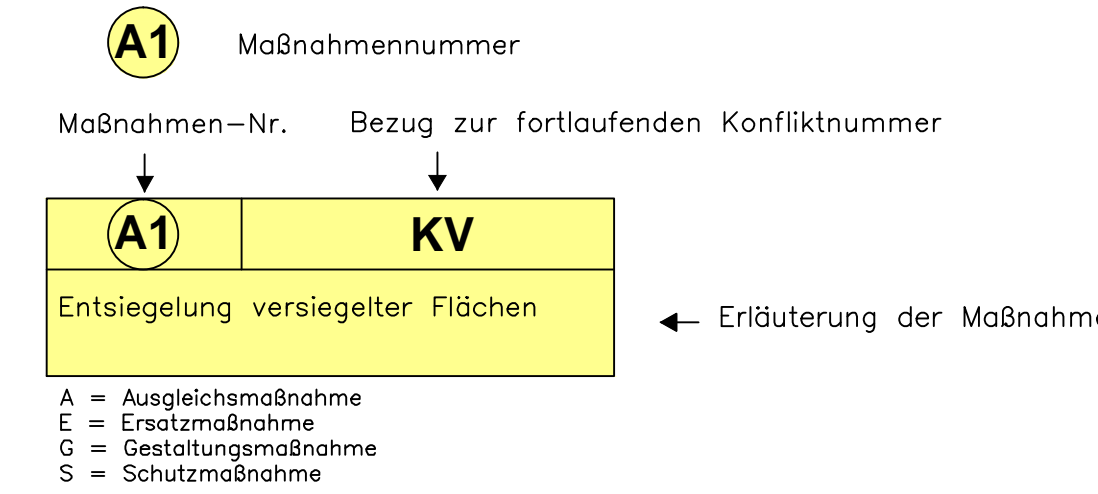 A1 Maßnahmennummer
Maßnahmen-Nr. Bezug zur fortlaufenden Konfliktnummer
A1 KV
Entsiegelung versiegelter Flächen
Erläuterung der Maßnahme
A = Ausgleichsmaßnahme
E = Ersatzmaßnahme
G = Gestaltungsmaßnahme
S = Schutzmaßnahme